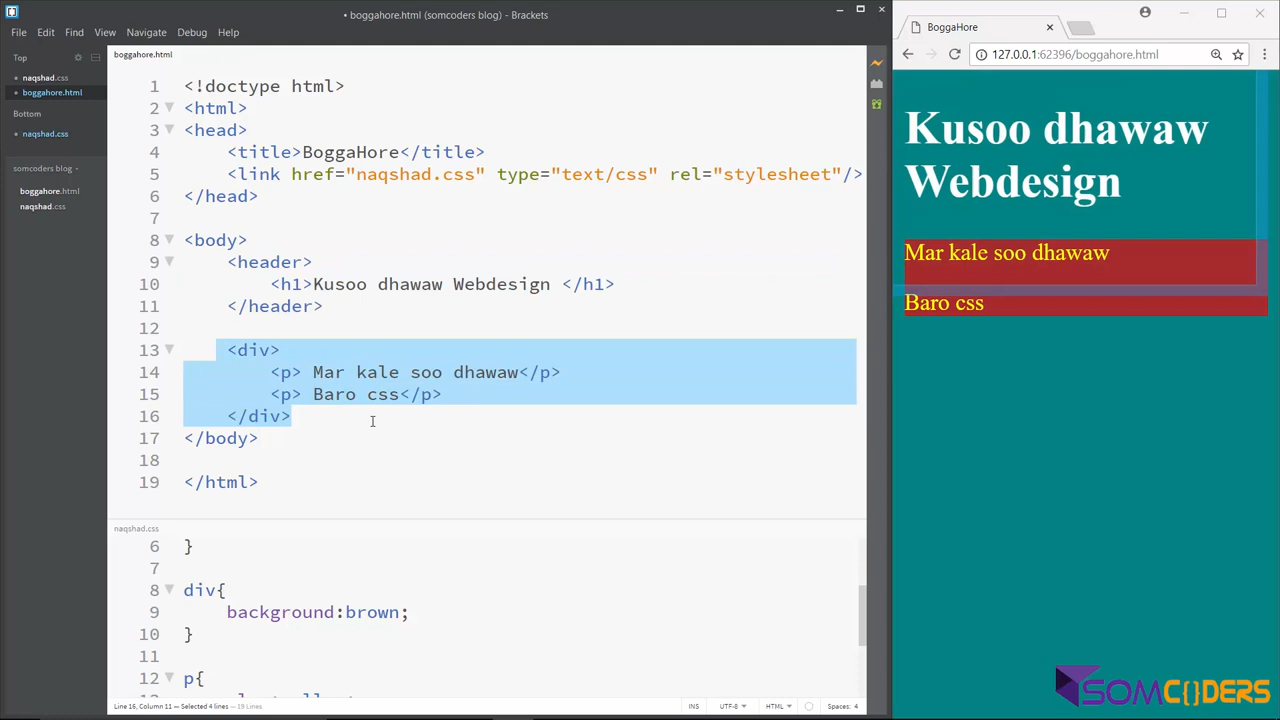 boggahore.html (somcoders blog) - Brackets
File Edit Find View Navigate Debug Help
Top
naqshad.css
boggahore.html
Bottom
naqshad.css
somcoders blog
boggahore.html
naqshad.css
boggahore.html
1 <!doctype html>
2 <html>
3 <head>
4 <title>BoggaHore</title>
5 <link href="naqshad.css" type="text/css" rel="stylesheet"/>
6 </head>
7
8 <body>
9 <header>
10 <h1>Kusoo dhawaw Webdesign </h1>
11 </header>
12
13 <div>
14 <p> Mar kale soo dhawaw</p>
15 <p> Baro css</p>
16 </div>
17 </body>
18
19 </html>
naqshad.css
6 }
7
8 div{
9 background:brown;
10 }
11
12 p{
Line 16, Column 11 — Selected 4 lines — 19 Lines
INS UTF-8 HTML Spaces: 4
BoggaHore
127.0.0.1:62396/boggahore.html
Kusoo dhawaw
Webdesign
Mar kale soo dhawaw
Baro css
SOMC{}DERS